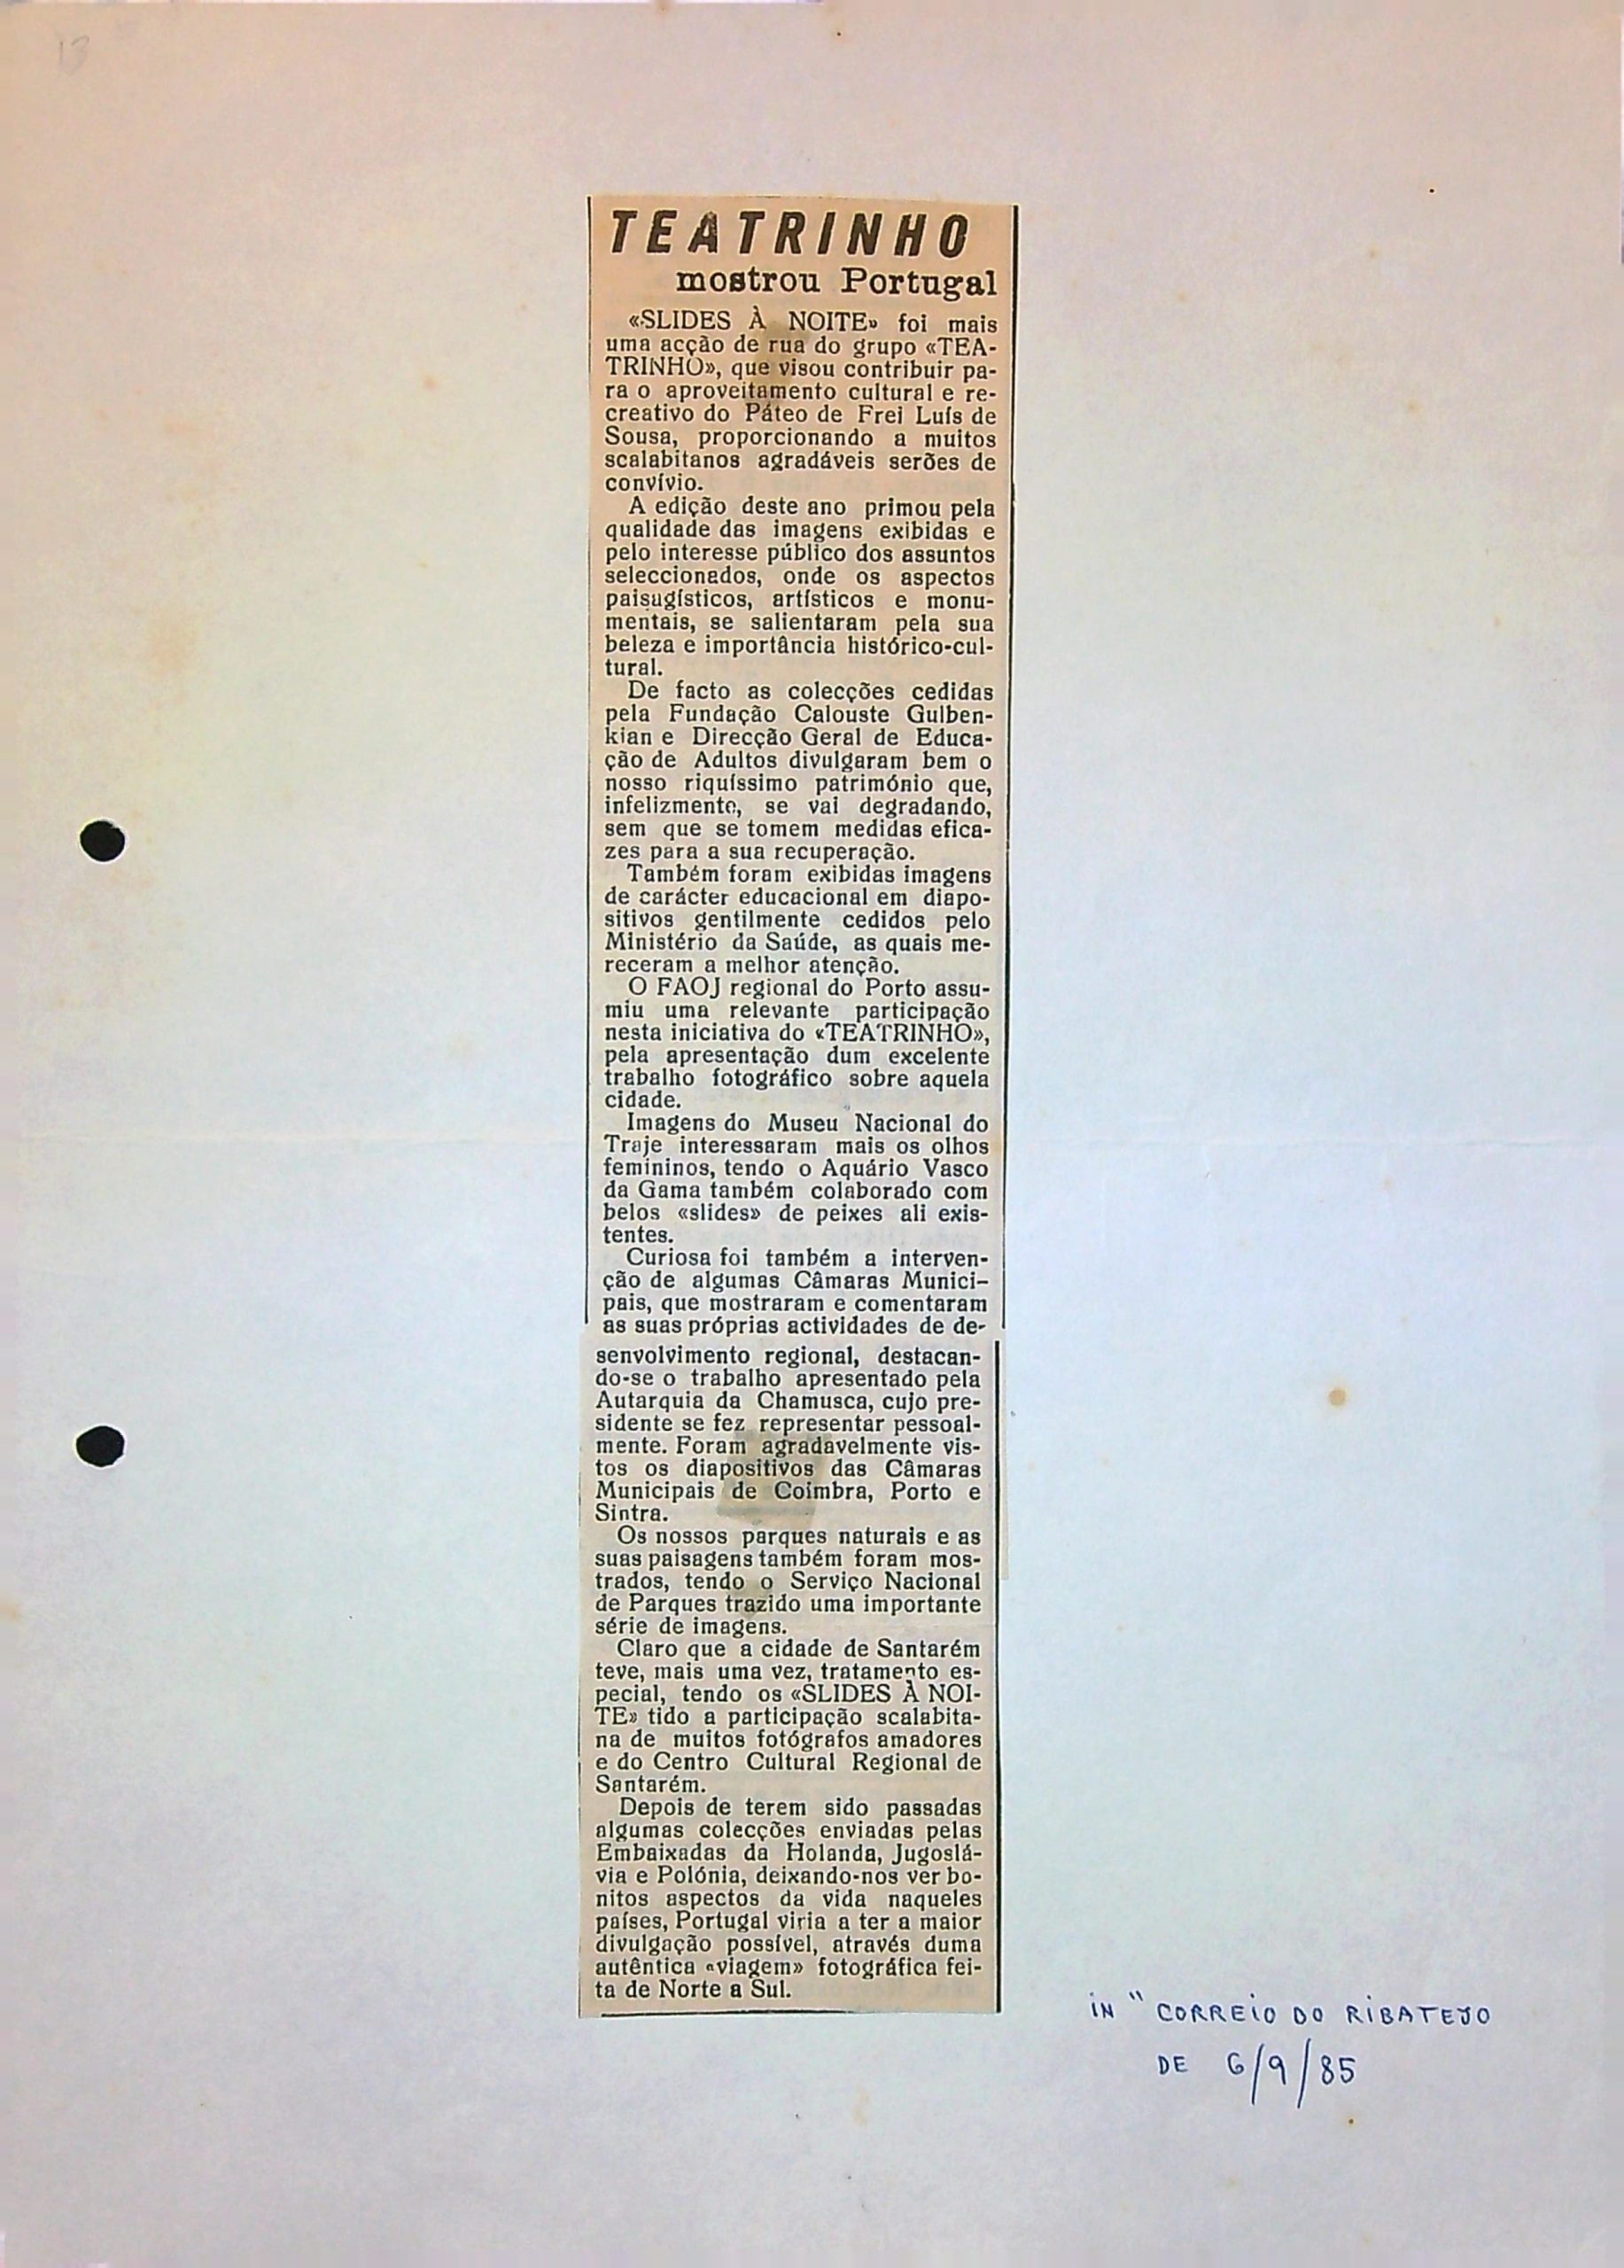 13
TEATRINHO
mostrou Portugal
«SLIDES À NOITE» foi mais
uma acção de rua do grupo «TEA-
TRINHO», que visou contribuir pa-
ra o aproveitamento cultural e re-
creativo do Páteo de Frei Luís de
Sousa, proporcionando a muitos
scalabitanos agradáveis serões de
convívio.
A edição deste ano primou pela
qualidade das imagens exibidas e
pelo interesse público dos assuntos
seleccionados, onde os aspectos
paisugísticos, artísticos e monu-
mentais, se salientaram pela sua
beleza e importância histórico-cul-
tural.
De facto as colecções cedidas
pela Fundação Calouste Gulben-
kian e Direcção Geral de Educa-
ção de Adultos divulgaram bem o
nosso riquíssimo património que,
infelizmente, se vai degradando,
sem que se tomem medidas efica-
zes para a sua recuperação.
Também foram exibidas imagens
de carácter educacional em diapo-
sitivos gentilmente cedidos pelo
Ministério da Saúde, as quais me-
receram a melhor atenção.
O FAOJ regional do Porto assu-
miu uma relevante participação
nesta iniciativa do «TEATRINHO»,
pela apresentação dum excelente
trabalho fotográfico sobre aquela
cidade.
Imagens do Museu Nacional do
Traje interessaram mais os olhos
femininos, tendo o Aquário Vasco
da Gama também colaborado com
belos «slides» de peixes ali exis-
tentes.
Curiosa foi também a interven-
ção de algumas Câmaras Munici-
pais, que mostraram e comentaram
as suas próprias actividades de de-
senvolvimento regional, destacan-
do-se o trabalho apresentado pela
Autarquia da Chamusca, cujo pre-
sidente se fez representar pessoal-
mente. Foram agradavelmente vis-
tos os diapositivos das Câmaras
Municipais de Coimbra, Porto e
Sintra.
Os nossos parques naturais e as
suas paisagens também foram mos-
trados, tendo o Serviço Nacional
de Parques trazido uma importante
série de imagens.
Claro que a cidade de Santarém
teve, mais uma vez, tratamento es-
pecial, tendo os «SLIDES À NOI-
TE» tido a participação scalabita-
na de muitos fotógrafos amadores
e do Centro Cultural Regional de
Santarém.
Depois de terem sido passadas
algumas colecções enviadas pelas
Embaixadas da Holanda, Jugoslá-
via e Polónia, deixando-nos ver bo-
nitos aspectos da vida naqueles
países, Portugal viria a ter a maior
divulgação possível, através duma
autêntica «viagem» fotográfica fei-
ta de Norte a Sul.
IN " CORREIO DO RIBATEJO
DE 6/9/85